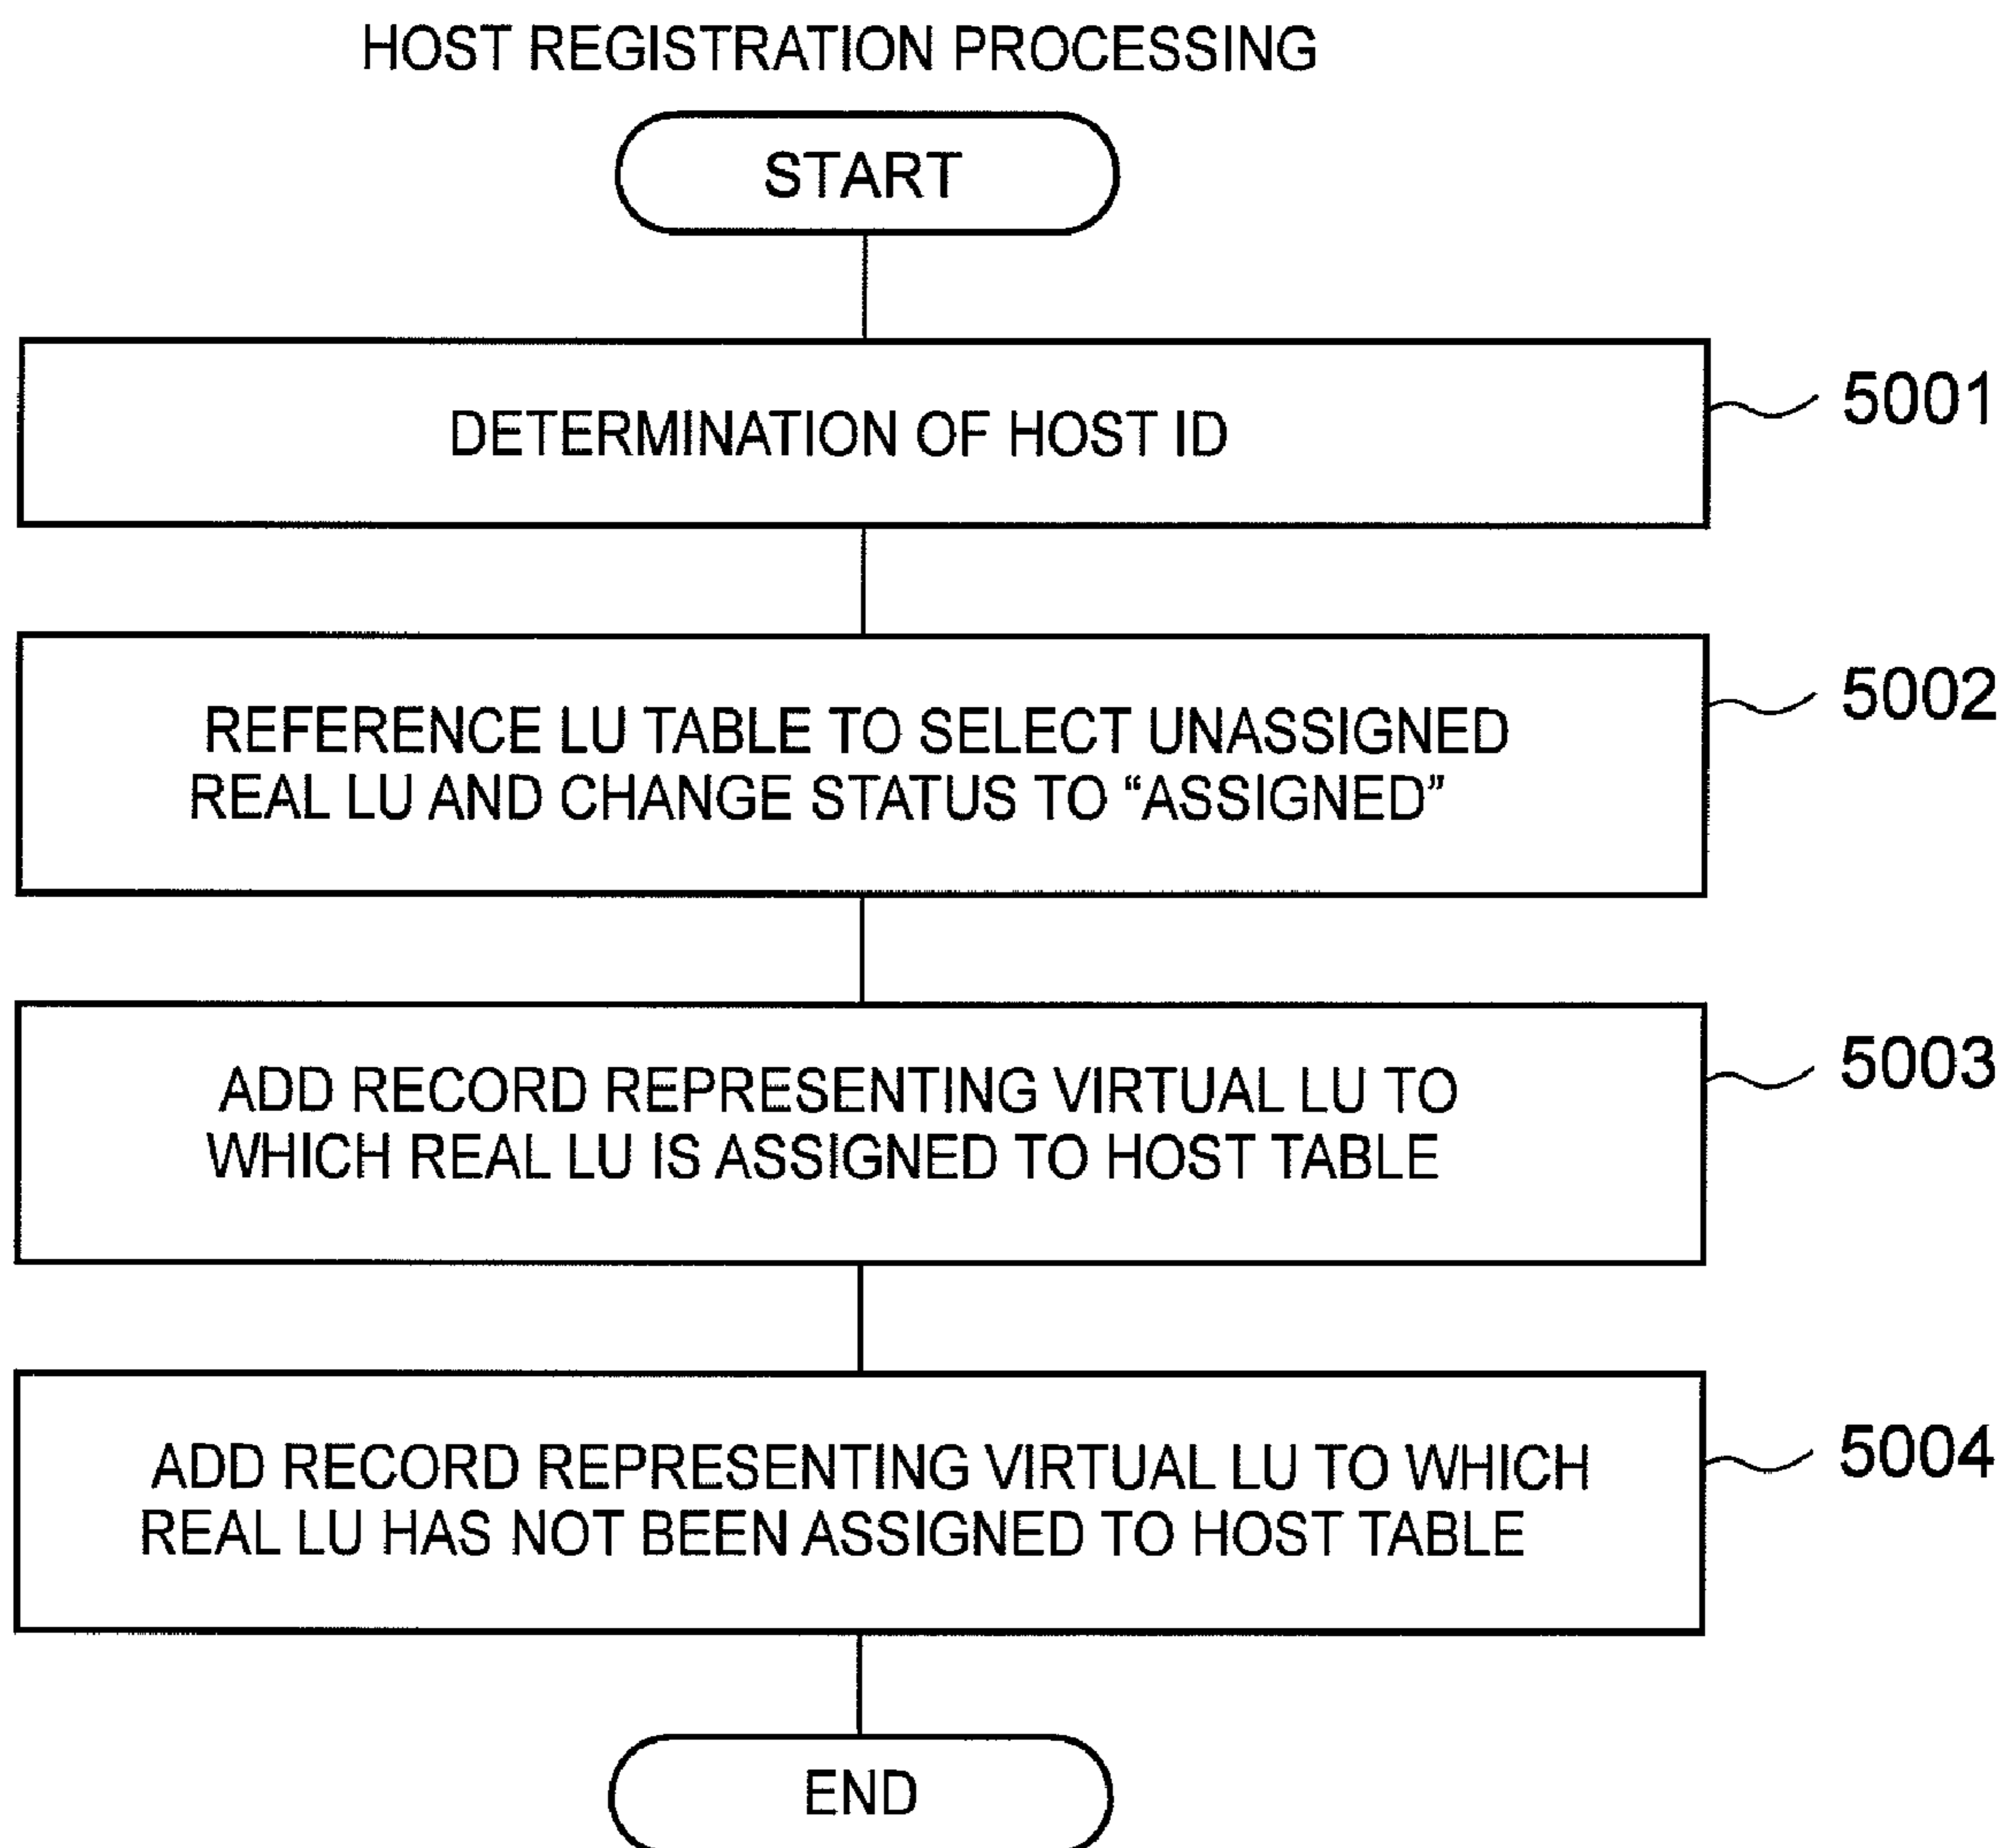 HOST REGISTRATION PROCESSING
START
DETERMINATION OF HOST ID
5001
REFERENCE LU TABLE TO SELECT UNASSIGNED
REAL LU AND CHANGE STATUS TO “ASSIGNED”
5002
ADD RECORD REPRESENTING VIRTUAL LU TO
WHICH REAL LU IS ASSIGNED TO HOST TABLE
5003
ADD RECORD REPRESENTING VIRTUAL LU TO WHICH
REAL LU HAS NOT BEEN ASSIGNED TO HOST TABLE
5004
END